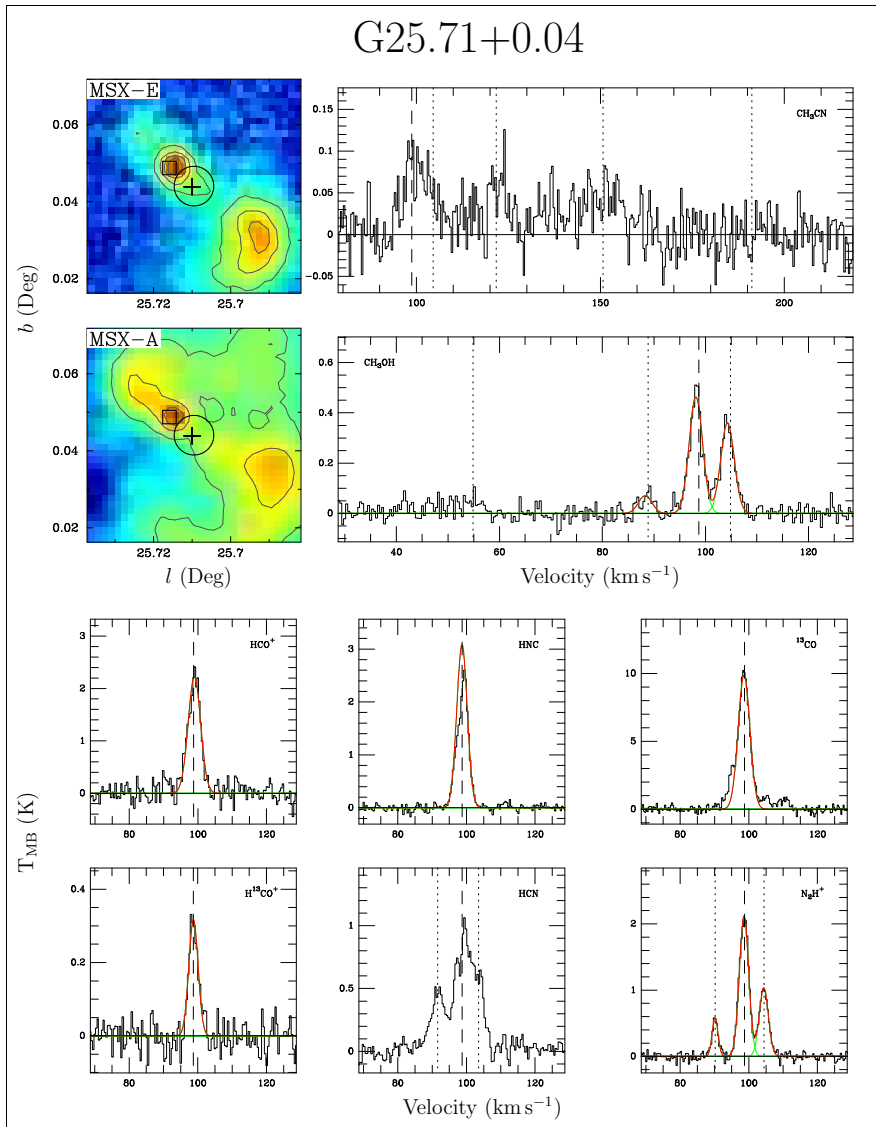 G25.71+0.04
MSX-E
0.06
0.04
0.02
25.72 25.7
CH₃CN
0.15
0.1
0.05
0
−0.05
100 150 200
b (Deg)
MSX-A
0.06
0.04
0.02
25.72 25.7
l (Deg)
CH₃OH
0.6
0.4
0.2
0
40 60 80 100 120
Velocity (km s⁻¹)
HCO⁺
3
2
1
0
80 100 120
HNC
3
2
1
0
80 100 120
¹³CO
10
5
0
80 100 120
T_MB (K)
H¹³CO⁺
0.4
0.2
0
80 100 120
HCN
1
0.5
0
80 100 120
N₂H⁺
2
1
0
80 100 120
Velocity (km s⁻¹)